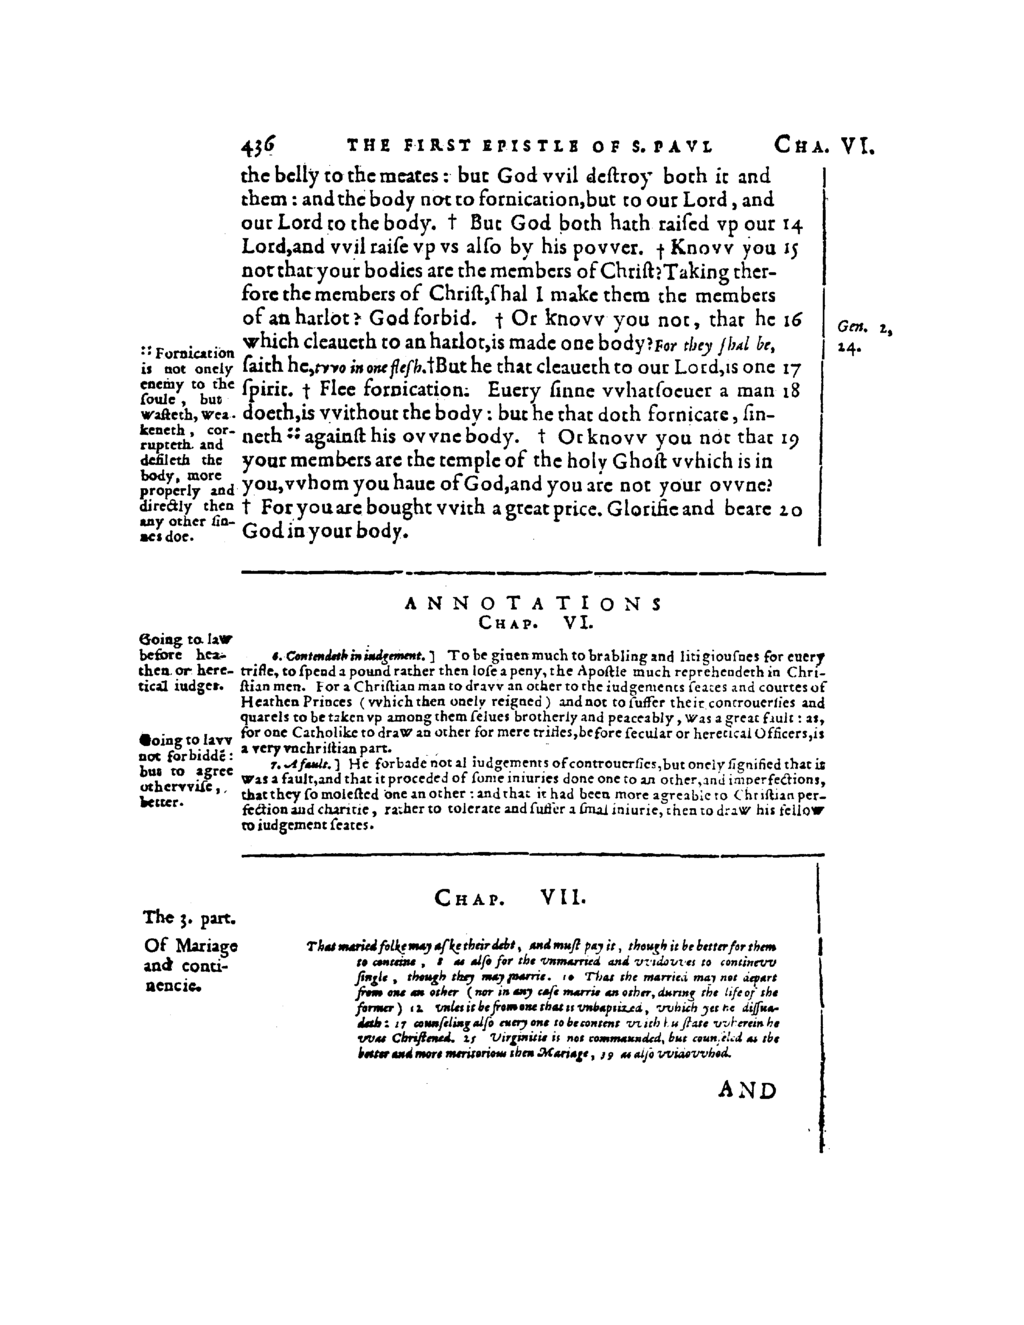 436 THE FIRST EPISTLE OF S. PAVL CHA. VI.
the belly to the meates: but God vvil deſtroy both it and
them: and the body not to fornication, but to our Lord, and
our Lord to the body. † But God both hath raiſed vp our 14
Lord, and vvil raiſe vp vs alſo by his povver. † Knovv you 15
not that your bodies are the members of Chriſt? Taking ther-
fore the members of Chriſt, ſhal I make them the members
of an harlot? God forbid. † Or knovv you not, that he 16
which cleaueth to an harlot, is made one body? For they ſhal be,
ſaith he, tvvo in one fleſh. † But he that cleaueth to our Lord, is one 17
ſpirit. † Flee fornication. Euery ſinne vvhatſoeuer a man 18
doeth, is vvithout the body: but he that doth fornicate, ſin-
neth :: againſt his ovvne body. † Or knovv you not that 19
your members are the temple of the holy Ghoſt vvhich is in
you, vvhom you haue of God, and you are not your ovvne?
† For you are bought vvith a great price. Glorifie and beare 20
God in your body.
Gen. 2,
24.
:: Fornication
is not onely
enemy to the
ſoule, but
waſteth, wea-
keneth, cor-
rupteth. and
defileth the
body, more
properly and
directly then
any other ſin-
nes doe.
ANNOTATIONS
CHAP. VI.
Going to law
before hea-
then. or here-
tical iudges.
6. Contendeth in iudgement. ] To be giuen much to brabling and litigiouſnes for euery
trifle, to ſpend a pound rather then loſe a peny, the Apoſtle much reprehendeth in Chri-
ſtian men. For a Chriſtian man to dravv an other to the iudgements ſeates and courtes of
Heathen Princes (vvhich then onely reigned) and not to ſuffer their controuerſies and
quarels to be taken vp among them ſelues brotherly and peaceably, was a great fault: as,
for one Catholike to draw an other for mere trifles, before ſecular or heretical Officers, is
a very vnchriſtian part.
Going to lavv
not forbiddē:
but to agree
othervviſe,
better.
7. A fault. ] He forbade not al iudgements of controuerſies, but onely ſignified that it
was a fault, and that it proceded of ſome iniuries done one to an other, and imperfections,
that they ſo moleſted one an other: and that it had been more agreable to Chriſtian per-
fection and charitie, rather to tolerate and ſuffer a ſmal iniurie, then to draw his fellow
to iudgement ſeates.
CHAP. VII.
The 3. part.
Of Mariage
and conti-
nencie.
That maried folke may aſke their debt, and muſt pay it, though it be better for them
to conteine, 8 as alſo for the vnmarried and vvidovves to continevv
ſingle, though they may marrie. 10 That the married may not depart
from one an other (nor in any caſe marrie an other, during the life of the
former) 12 vnles it be from one that is vnbaptized, vvhich yet he diſſua-
deth: 17 counſeling alſo euery one to be content vvith his ſtate vvherein he
vvas Chriſtened. 25 Virginitie is not commaunded, but counſeled as the
better and more meritorious then Mariage, 39 as alſo vvidovvhod.
AND